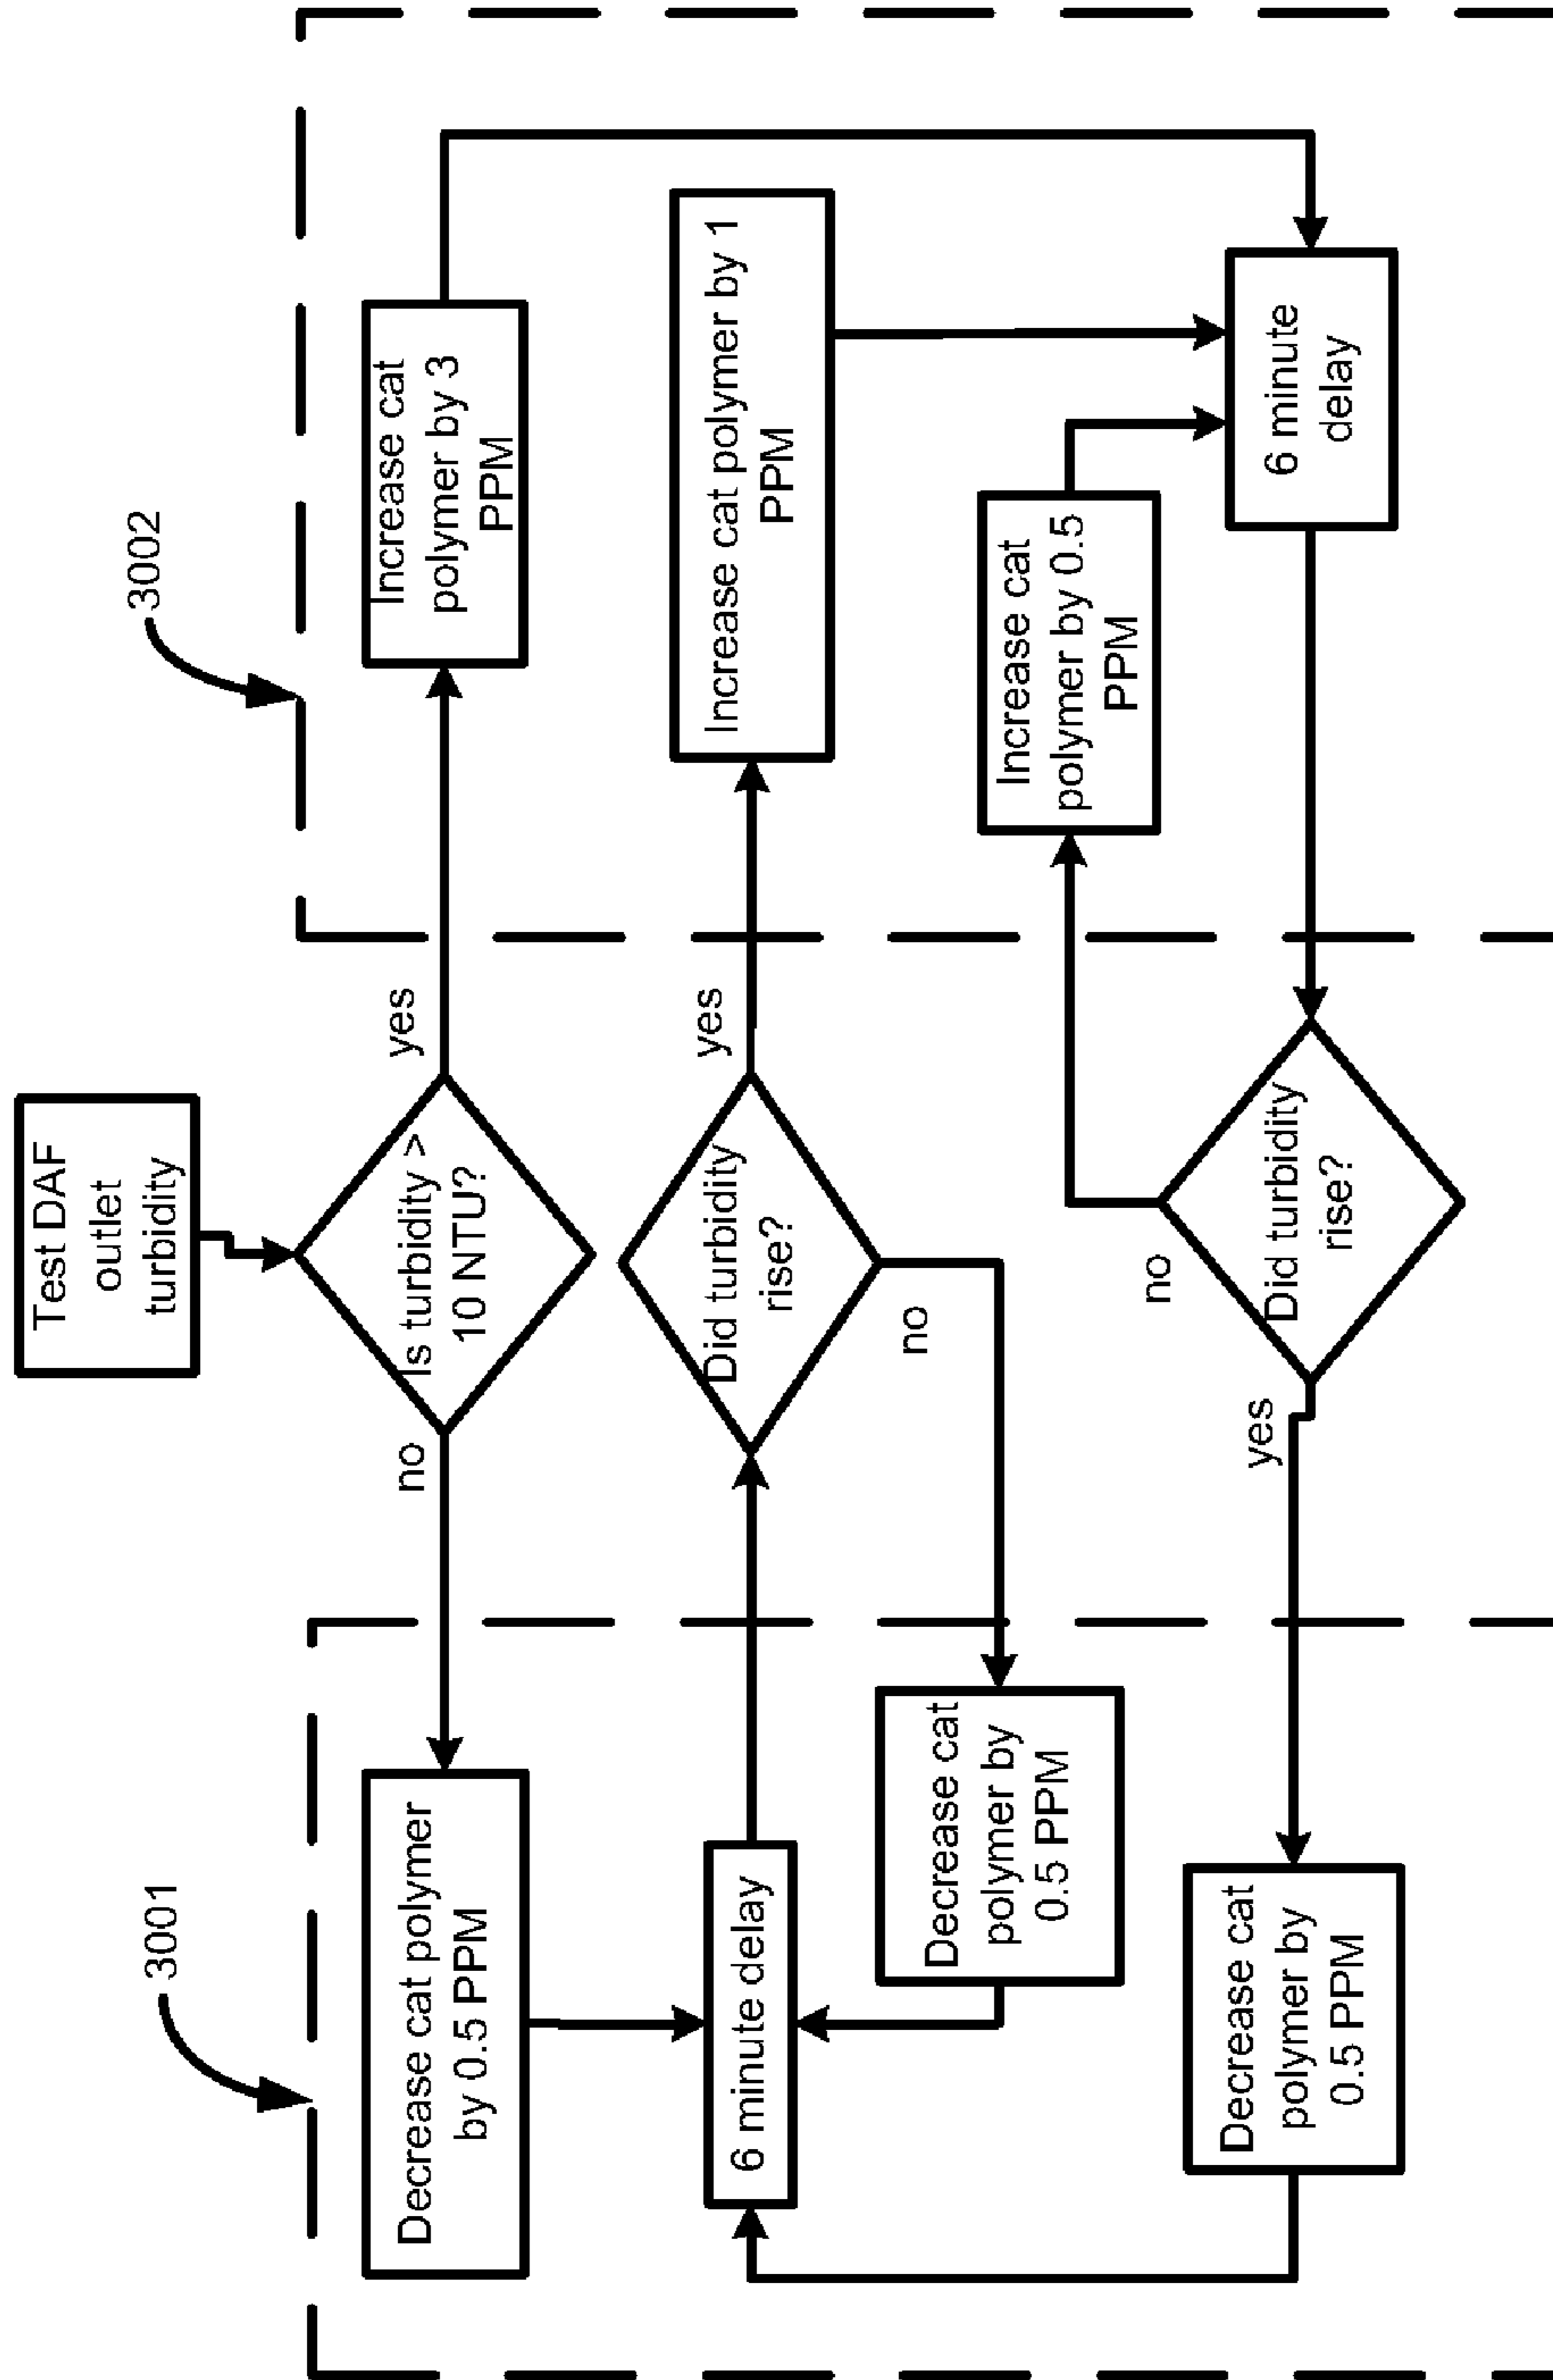 Test DAF
outlet
turbidity
3001
3002
Is turbidity >
10 NTU?
no
yes
Decrease cat polymer
by 0.5 PPM
Increase cat
polymer by 3
PPM
6 minute delay
Did turbidity
rise?
yes
no
Increase cat polymer by 1
PPM
Decrease cat
polymer by
0.5 PPM
Increase cat
polymer by 0.5
PPM
Decrease cat
polymer by
0.5 PPM
yes
Did turbidity
rise?
no
6 minute
delay